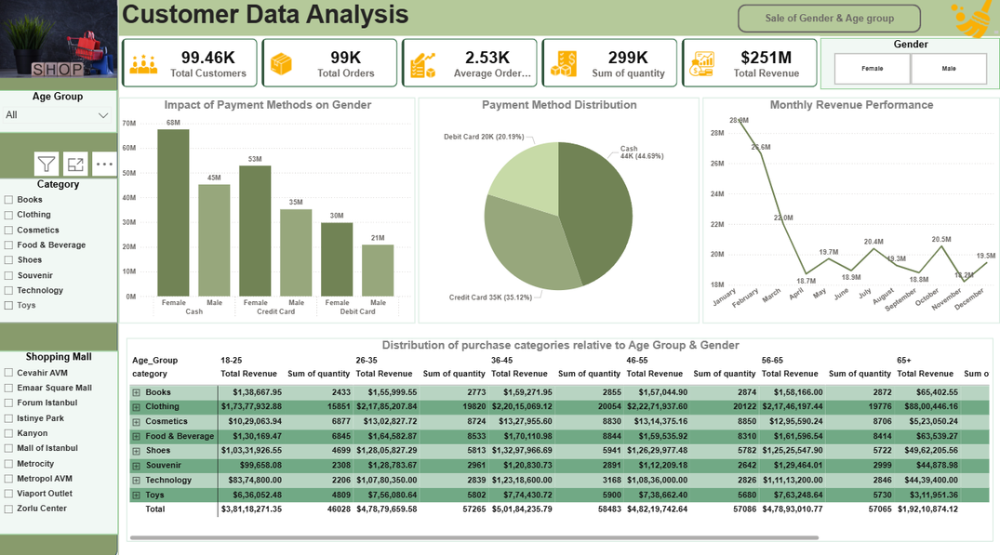 Customer Data Analysis
Sale of Gender & Age group
SHOP
99.46K
Total Customers
99K
Total Orders
2.53K
Average Order...
299K
Sum of quantity
$251M
Total Revenue
Gender
Female Male
Age Group
All
Category
Books
Clothing
Cosmetics
Food & Beverage
Shoes
Souvenir
Technology
Toys
Shopping Mall
Cevahir AVM
Emaar Square Mall
Forum Istanbul
Istinye Park
Kanyon
Mall of Istanbul
Metrocity
Metropol AVM
Viaport Outlet
Zorlu Center
Impact of Payment Methods on Gender
70M
60M
50M
40M
30M
20M
10M
0M
68M
45M
53M
35M
30M
21M
Female Male Female Male Female Male
Cash Credit Card Debit Card
Payment Method Distribution
Debit Card 20K (20.19%)
Cash
44K (44.69%)
Credit Card 35K (35.12%)
Monthly Revenue Performance
28M
26M
24M
22M
20M
18M
28.9M
26.6M
22.0M
18.7M
19.7M
18.9M
20.4M
19.3M
18.8M
20.5M
18.2M
19.5M
January
February
March
April
May
June
July
August
September
October
November
December
Distribution of purchase categories relative to Age Group & Gender
Age_Group 18-25 26-35 36-45 46-55 56-65 65+
category Total Revenue Sum of quantity Total Revenue Sum of quantity Total Revenue Sum of quantity Total Revenue Sum of quantity Total Revenue Sum of quantity Total Revenue Sum o
Books $1,38,667.95 2433 $1,55,999.55 2773 $1,59,271.95 2855 $1,57,044.90 2874 $1,58,166.00 2872 $65,402.55
Clothing $1,73,77,932.88 15851 $2,17,85,207.84 19820 $2,20,15,069.12 20054 $2,22,71,937.60 20122 $2,17,46,197.44 19776 $88,00,446.16
Cosmetics $10,29,063.94 6877 $13,02,827.72 8724 $13,27,955.60 8830 $13,14,375.16 8850 $12,95,590.24 8706 $5,23,050.24
Food & Beverage $1,30,169.47 6845 $1,64,582.87 8533 $1,70,110.98 8844 $1,59,535.92 8310 $1,61,596.54 8414 $63,539.27
Shoes $1,03,31,926.55 4699 $1,28,05,827.29 5813 $1,32,97,966.69 5941 $1,26,29,977.48 5782 $1,25,25,547.90 5722 $49,62,205.56
Souvenir $99,658.08 2308 $1,28,783.67 2961 $1,20,830.73 2891 $1,12,209.18 2642 $1,29,464.01 2999 $44,878.98
Technology $83,74,800.00 2206 $1,07,80,350.00 2839 $1,23,18,600.00 3168 $1,08,36,000.00 2826 $1,11,13,200.00 2846 $44,39,400.00
Toys $6,36,052.48 4809 $7,56,080.64 5802 $7,74,430.72 5900 $7,38,662.40 5680 $7,63,248.64 5730 $3,11,951.36
Total $3,81,18,271.35 46028 $4,78,79,659.58 57265 $5,01,84,235.79 58483 $4,82,19,742.64 57086 $4,78,93,010.77 57065 $1,92,10,874.12